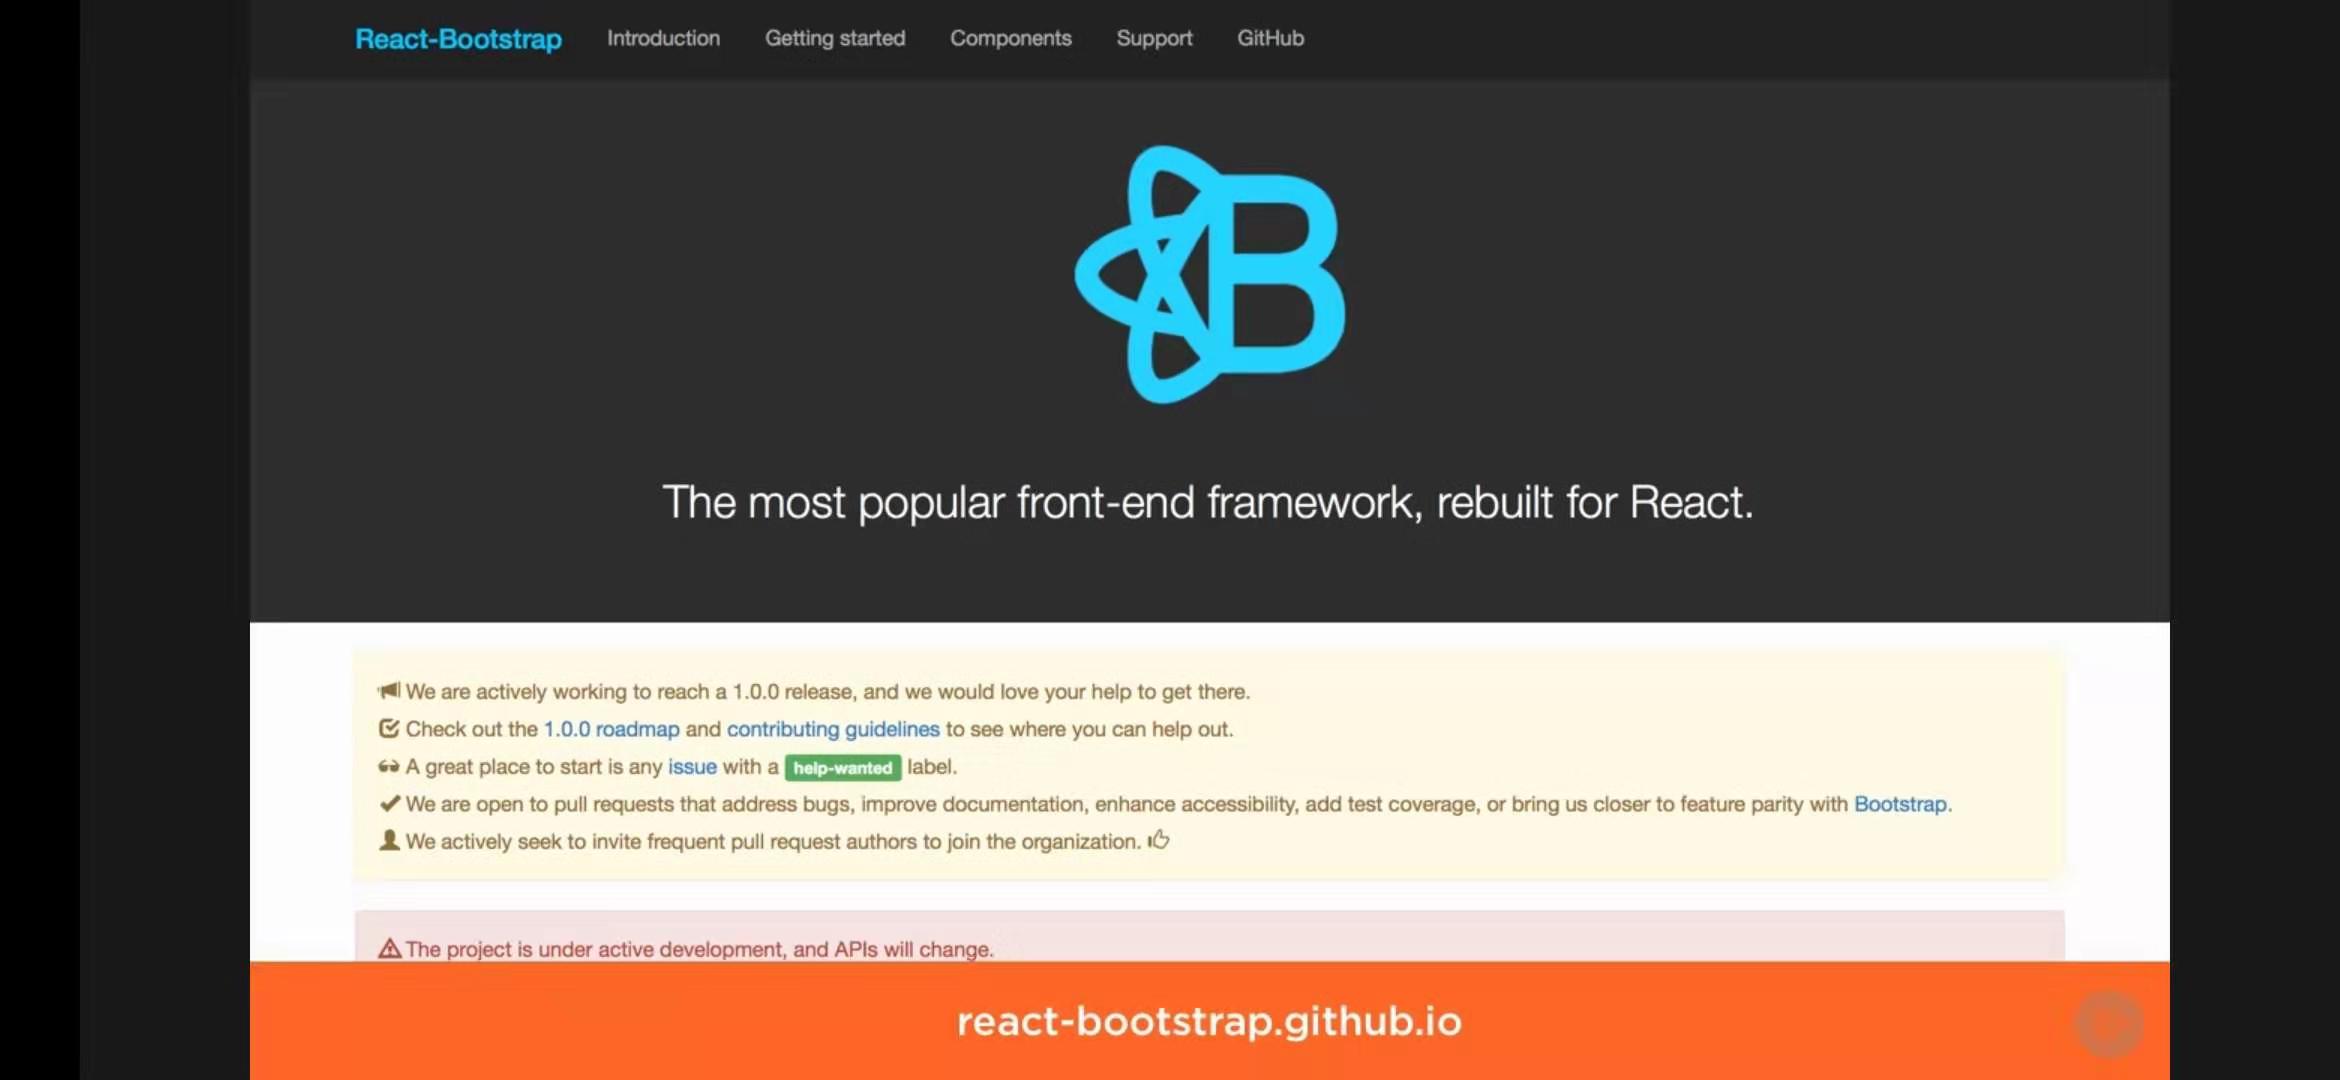 React-Bootstrap Introduction Getting started Components Support GitHub
B
The most popular front-end framework, rebuilt for React.
We are actively working to reach a 1.0.0 release, and we would love your help to get there.
Check out the 1.0.0 roadmap and contributing guidelines to see where you can help out.
A great place to start is any issue with a help-wanted label.
We are open to pull requests that address bugs, improve documentation, enhance accessibility, add test coverage, or bring us closer to feature parity with Bootstrap.
We actively seek to invite frequent pull request authors to join the organization.
The project is under active development, and APIs will change.
react-bootstrap.github.io